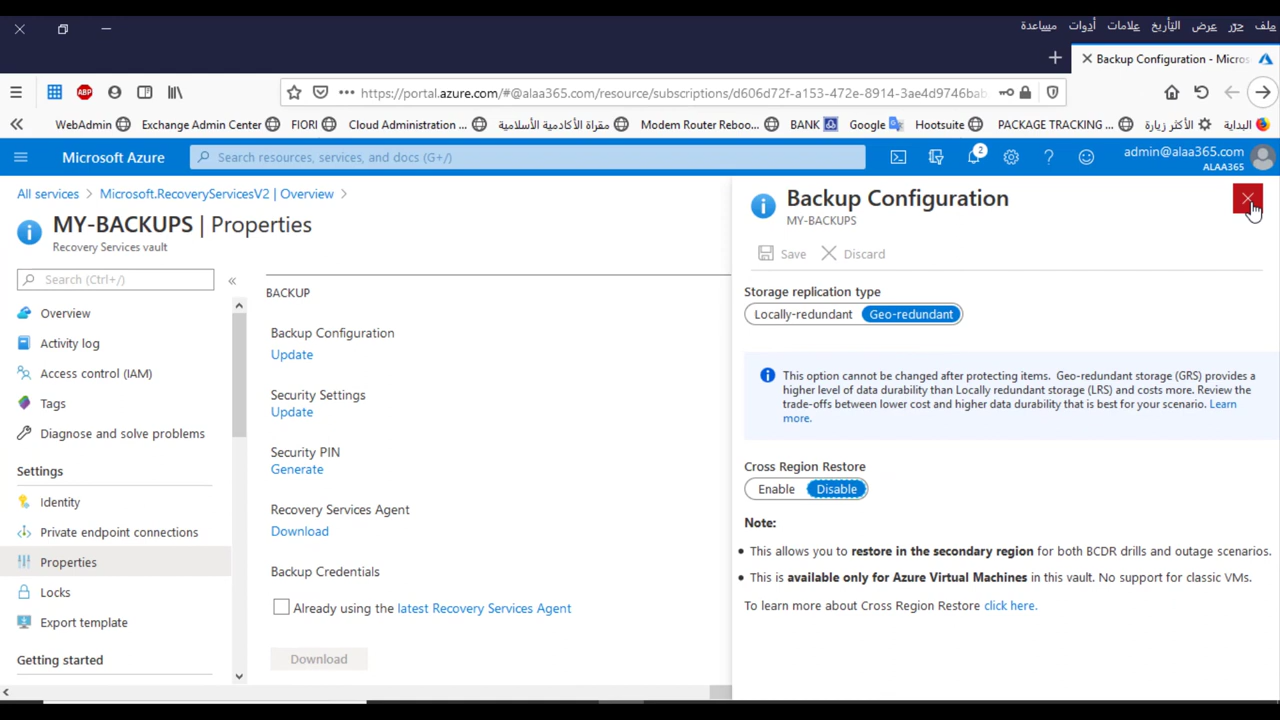 ملف حرّر عرض التأريخ علامات أدوات مساعدة
Backup Configuration - Micros
https://portal.azure.com/#@alaa365.com/resource/subscriptions/d606d72f-a153-472e-8914-3ae4d9746bab
WebAdmin
Exchange Admin Center
FIORI
Cloud Administration ...
مقراة الأكادمية الأسلامية
Modem Router Reboo...
BANK
Google
Hootsuite
PACKAGE TRACKING ...
الأكثر زيارة
البداية
Microsoft Azure
Search resources, services, and docs (G+/)
2
admin@alaa365.com
ALAA365
All services > Microsoft.RecoveryServicesV2 | Overview >
MY-BACKUPS | Properties
Recovery Services vault
Search (Ctrl+/)
«
Overview
Activity log
Access control (IAM)
Tags
Diagnose and solve problems
Settings
Identity
Private endpoint connections
Properties
Locks
Export template
Getting started
BACKUP
Backup Configuration
Update
Security Settings
Update
Security PIN
Generate
Recovery Services Agent
Download
Backup Credentials
Already using the latest Recovery Services Agent
Download
Backup Configuration
MY-BACKUPS
Save
Discard
Storage replication type
Locally-redundant Geo-redundant
This option cannot be changed after protecting items. Geo-redundant storage (GRS) provides a
higher level of data durability than Locally redundant storage (LRS) and costs more. Review the
trade-offs between lower cost and higher data durability that is best for your scenario. Learn
more.
Cross Region Restore
Enable Disable
Note:
• This allows you to restore in the secondary region for both BCDR drills and outage scenarios.
• This is available only for Azure Virtual Machines in this vault. No support for classic VMs.
To learn more about Cross Region Restore click here.